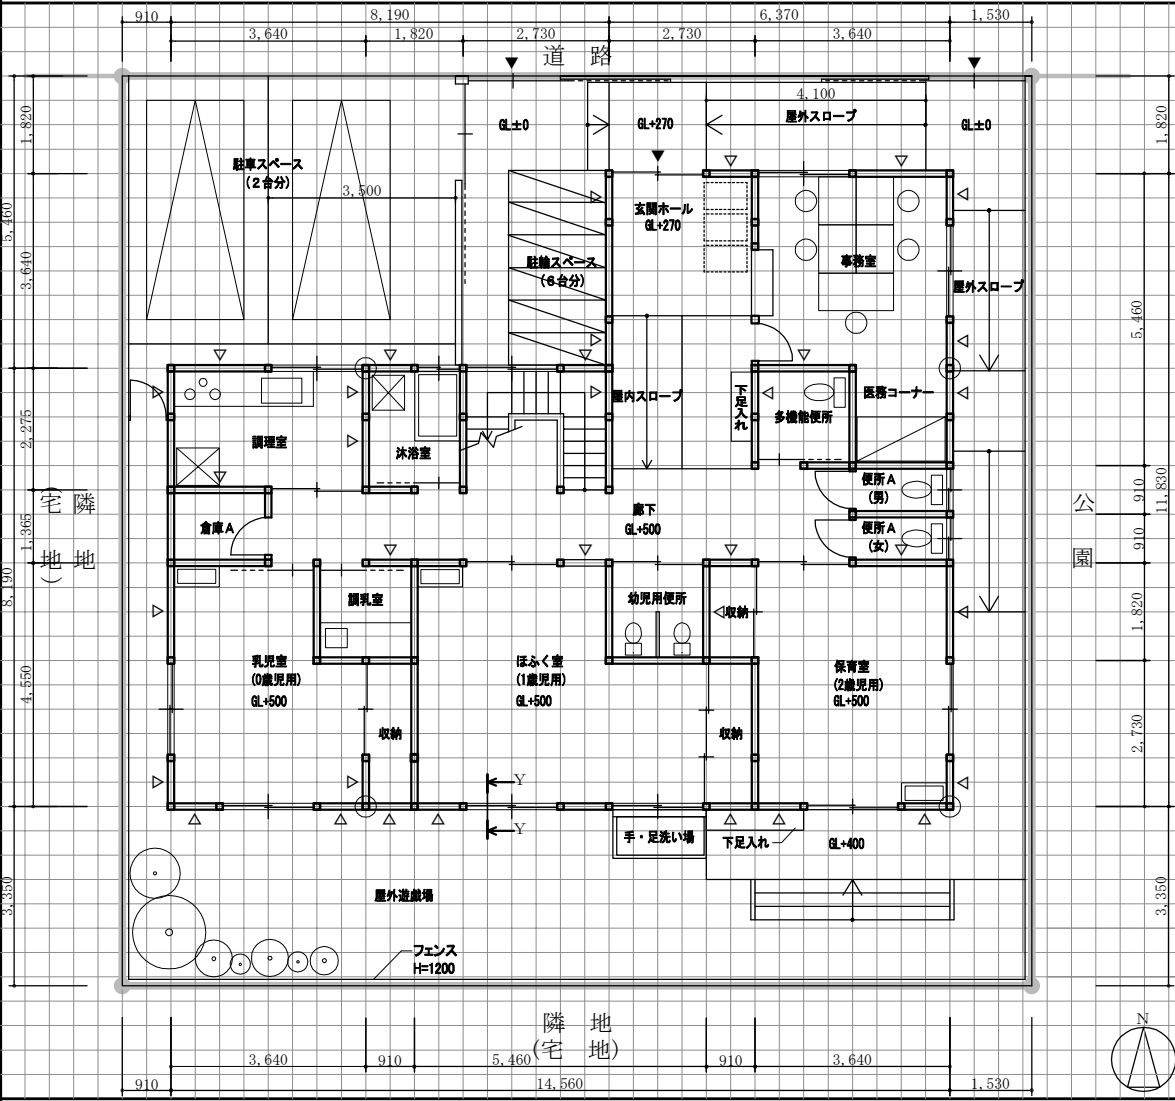 910
8,190
6,370
1,530
3,640
1,820
2,730
2,730
3,640
道　路
4,100
GL±0
GL+270
屋外スロープ
GL±0
1,820
1,820
駐車スペース
(2台分)
3,500
玄関ホール
GL+270
5,460
3,640
駐輪スペース
(6台分)
事務室
屋外スロープ
5,460
屋内スロープ
下足入れ
多機能便所
医務コーナー
調理室
沐浴室
2,275
便所A
(男)
隣　地
(宅　地)
倉庫A
廊下
GL+500
便所A
(女)
公　園
910
11,830
910
1,365
8,190
調乳室
幼児用便所
収納
1,820
乳児室
(0歳児用)
GL+500
ほふく室
(1歳児用)
GL+500
保育室
(2歳児用)
GL+500
4,550
収納
収納
2,730
Y
Y
手・足洗い場
下足入れ
GL+400
屋外遊戯場
3,350
3,350
フェンス
H=1200
隣　地
(宅　地)
N
3,640
910
5,460
910
3,640
910
14,560
1,530